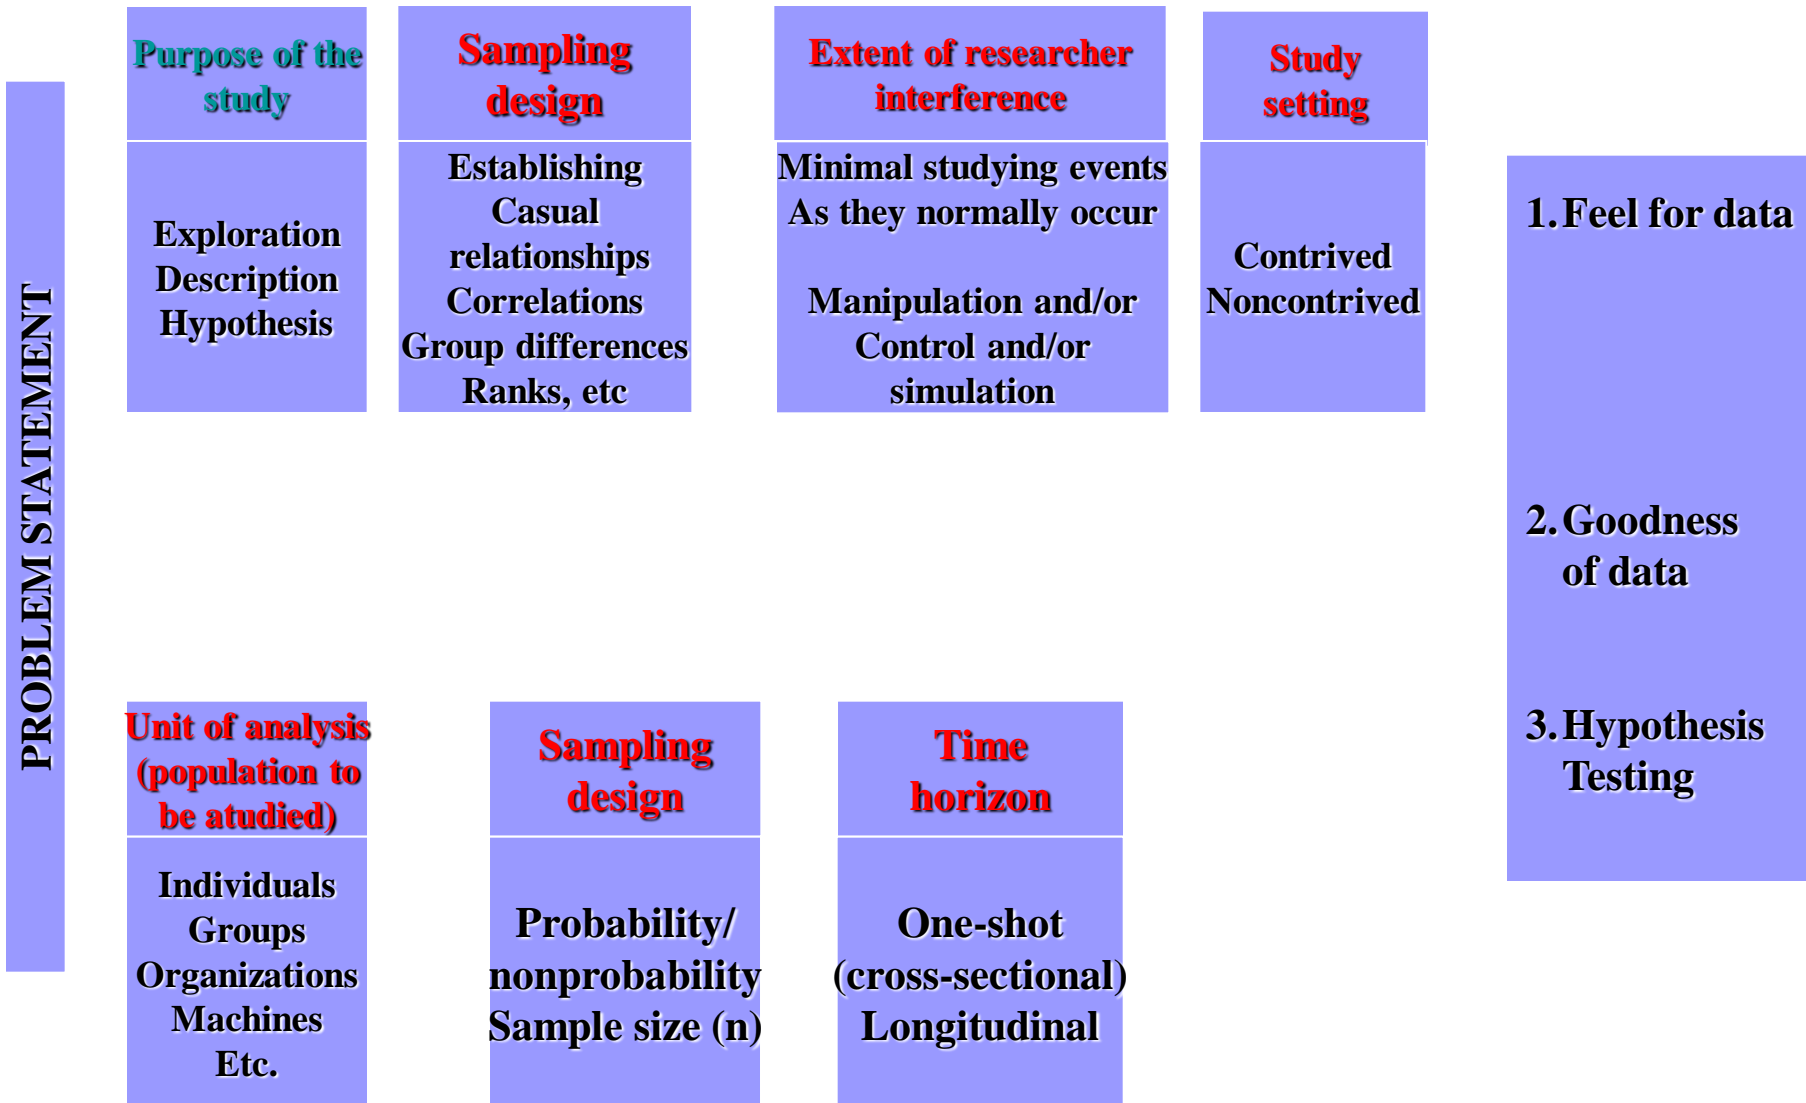 PROBLEM STATEMENT
Purpose of the
study
Exploration
Description
Hypothesis
Sampling
design
Establishing
Casual
relationships
Correlations
Group differences
Ranks, etc
Extent of researcher
interference
Minimal studying events
As they normally occur
Manipulation and/or
Control and/or
simulation
Study
setting
Contrived
Noncontrived
Unit of analysis
(population to
be atudied)
Individuals
Groups
Organizations
Machines
Etc.
Sampling
design
Probability/
nonprobability
Sample size (n)
Time
horizon
One-shot
(cross-sectional)
Longitudinal
1. Feel for data
2. Goodness
of data
3. Hypothesis
Testing